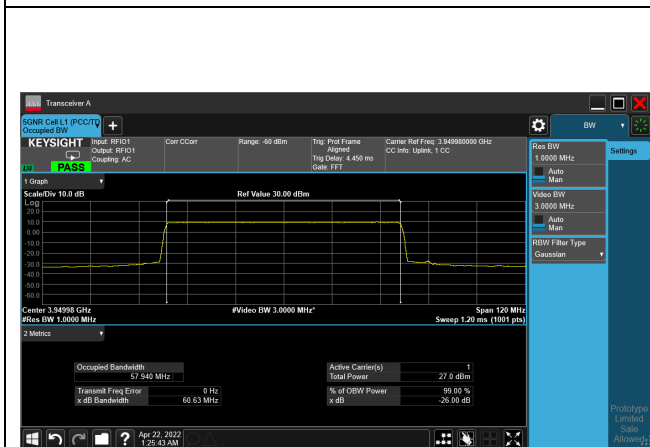 Transceiver A
5GNR Cell L1 (PCC/TD
Occupied BW
BW
KEYSIGHT
Input: RFIO1
Output: RFIO1
Coupling: AC
Corr CCorr
Range: -60 dBm
Trig: Prot Frame
Aligned
Trig Delay: 4.450 ms
Gate: FFT
Carrier Ref Freq: 3.949980000 GHz
CC Info: Uplink, 1 CC
PASS
Res BW
1.0000 MHz
Auto
Man
Settings
Video BW
3.0000 MHz
Auto
Man
RBW Filter Type
Gaussian
1 Graph
Scale/Div 10.0 dB
Ref Value 30.00 dBm
Log
20.0
10.0
0.00
-10.0
-20.0
-30.0
-40.0
-50.0
-60.0
Center 3.94998 GHz
#Video BW 3.0000 MHz*
Span 120 MHz
#Res BW 1.0000 MHz
Sweep 1.20 ms (1001 pts)
2 Metrics
Occupied Bandwidth
57.940 MHz
Active Carrier(s) 1
Total Power 27.0 dBm
Transmit Freq Error 0 Hz
x dB Bandwidth 60.63 MHz
% of OBW Power 99.00 %
x dB -26.00 dB
Prototype
Limited
Sale
Allowed
Apr 22, 2022
1:25:43 AM